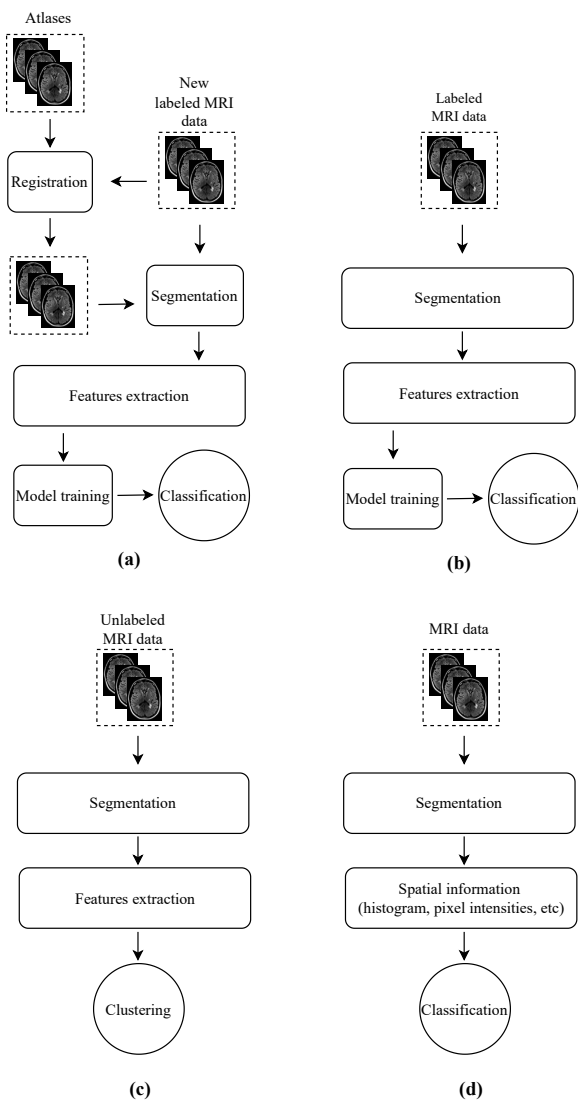 Atlases
New
labeled MRI
data
Registration
Segmentation
Features extraction
Model training
Classification
(a)
Labeled
MRI data
Segmentation
Features extraction
Model training
Classification
(b)
Unlabeled
MRI data
Segmentation
Features extraction
Clustering
(c)
MRI data
Segmentation
Spatial information
(histogram, pixel intensities, etc)
Classification
(d)